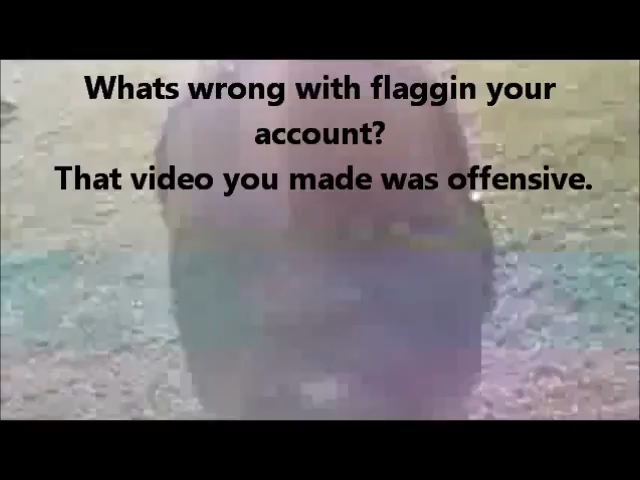 Whats wrong with flaggin your
account?
That video you made was offensive.